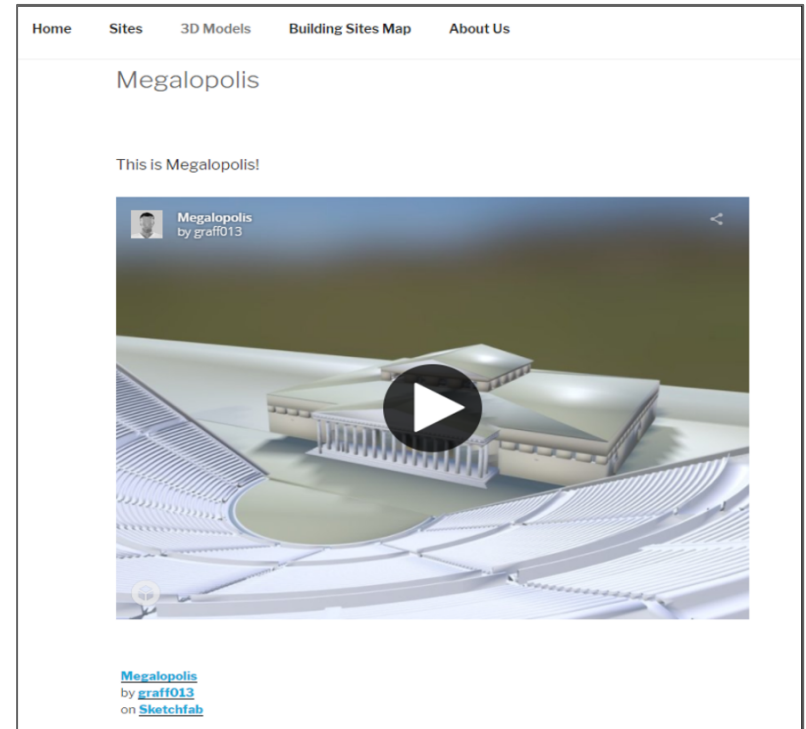 Home Sites 3D Models Building Sites Map About Us
Megalopolis
This is Megalopolis!
Megalopolis
by graff013
Megalopolis
by graff013
on Sketchfab